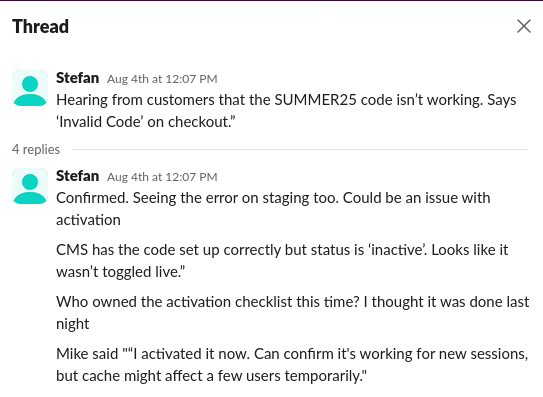 Thread
Stefan Aug 4th at 12:07 PM
Hearing from customers that the SUMMER25 code isn’t working. Says
‘Invalid Code’ on checkout.”
4 replies
Stefan Aug 4th at 12:07 PM
Confirmed. Seeing the error on staging too. Could be an issue with
activation
CMS has the code set up correctly but status is ‘inactive’. Looks like it
wasn’t toggled live.”
Who owned the activation checklist this time? I thought it was done last
night
Mike said "“I activated it now. Can confirm it's working for new sessions,
but cache might affect a few users temporarily."